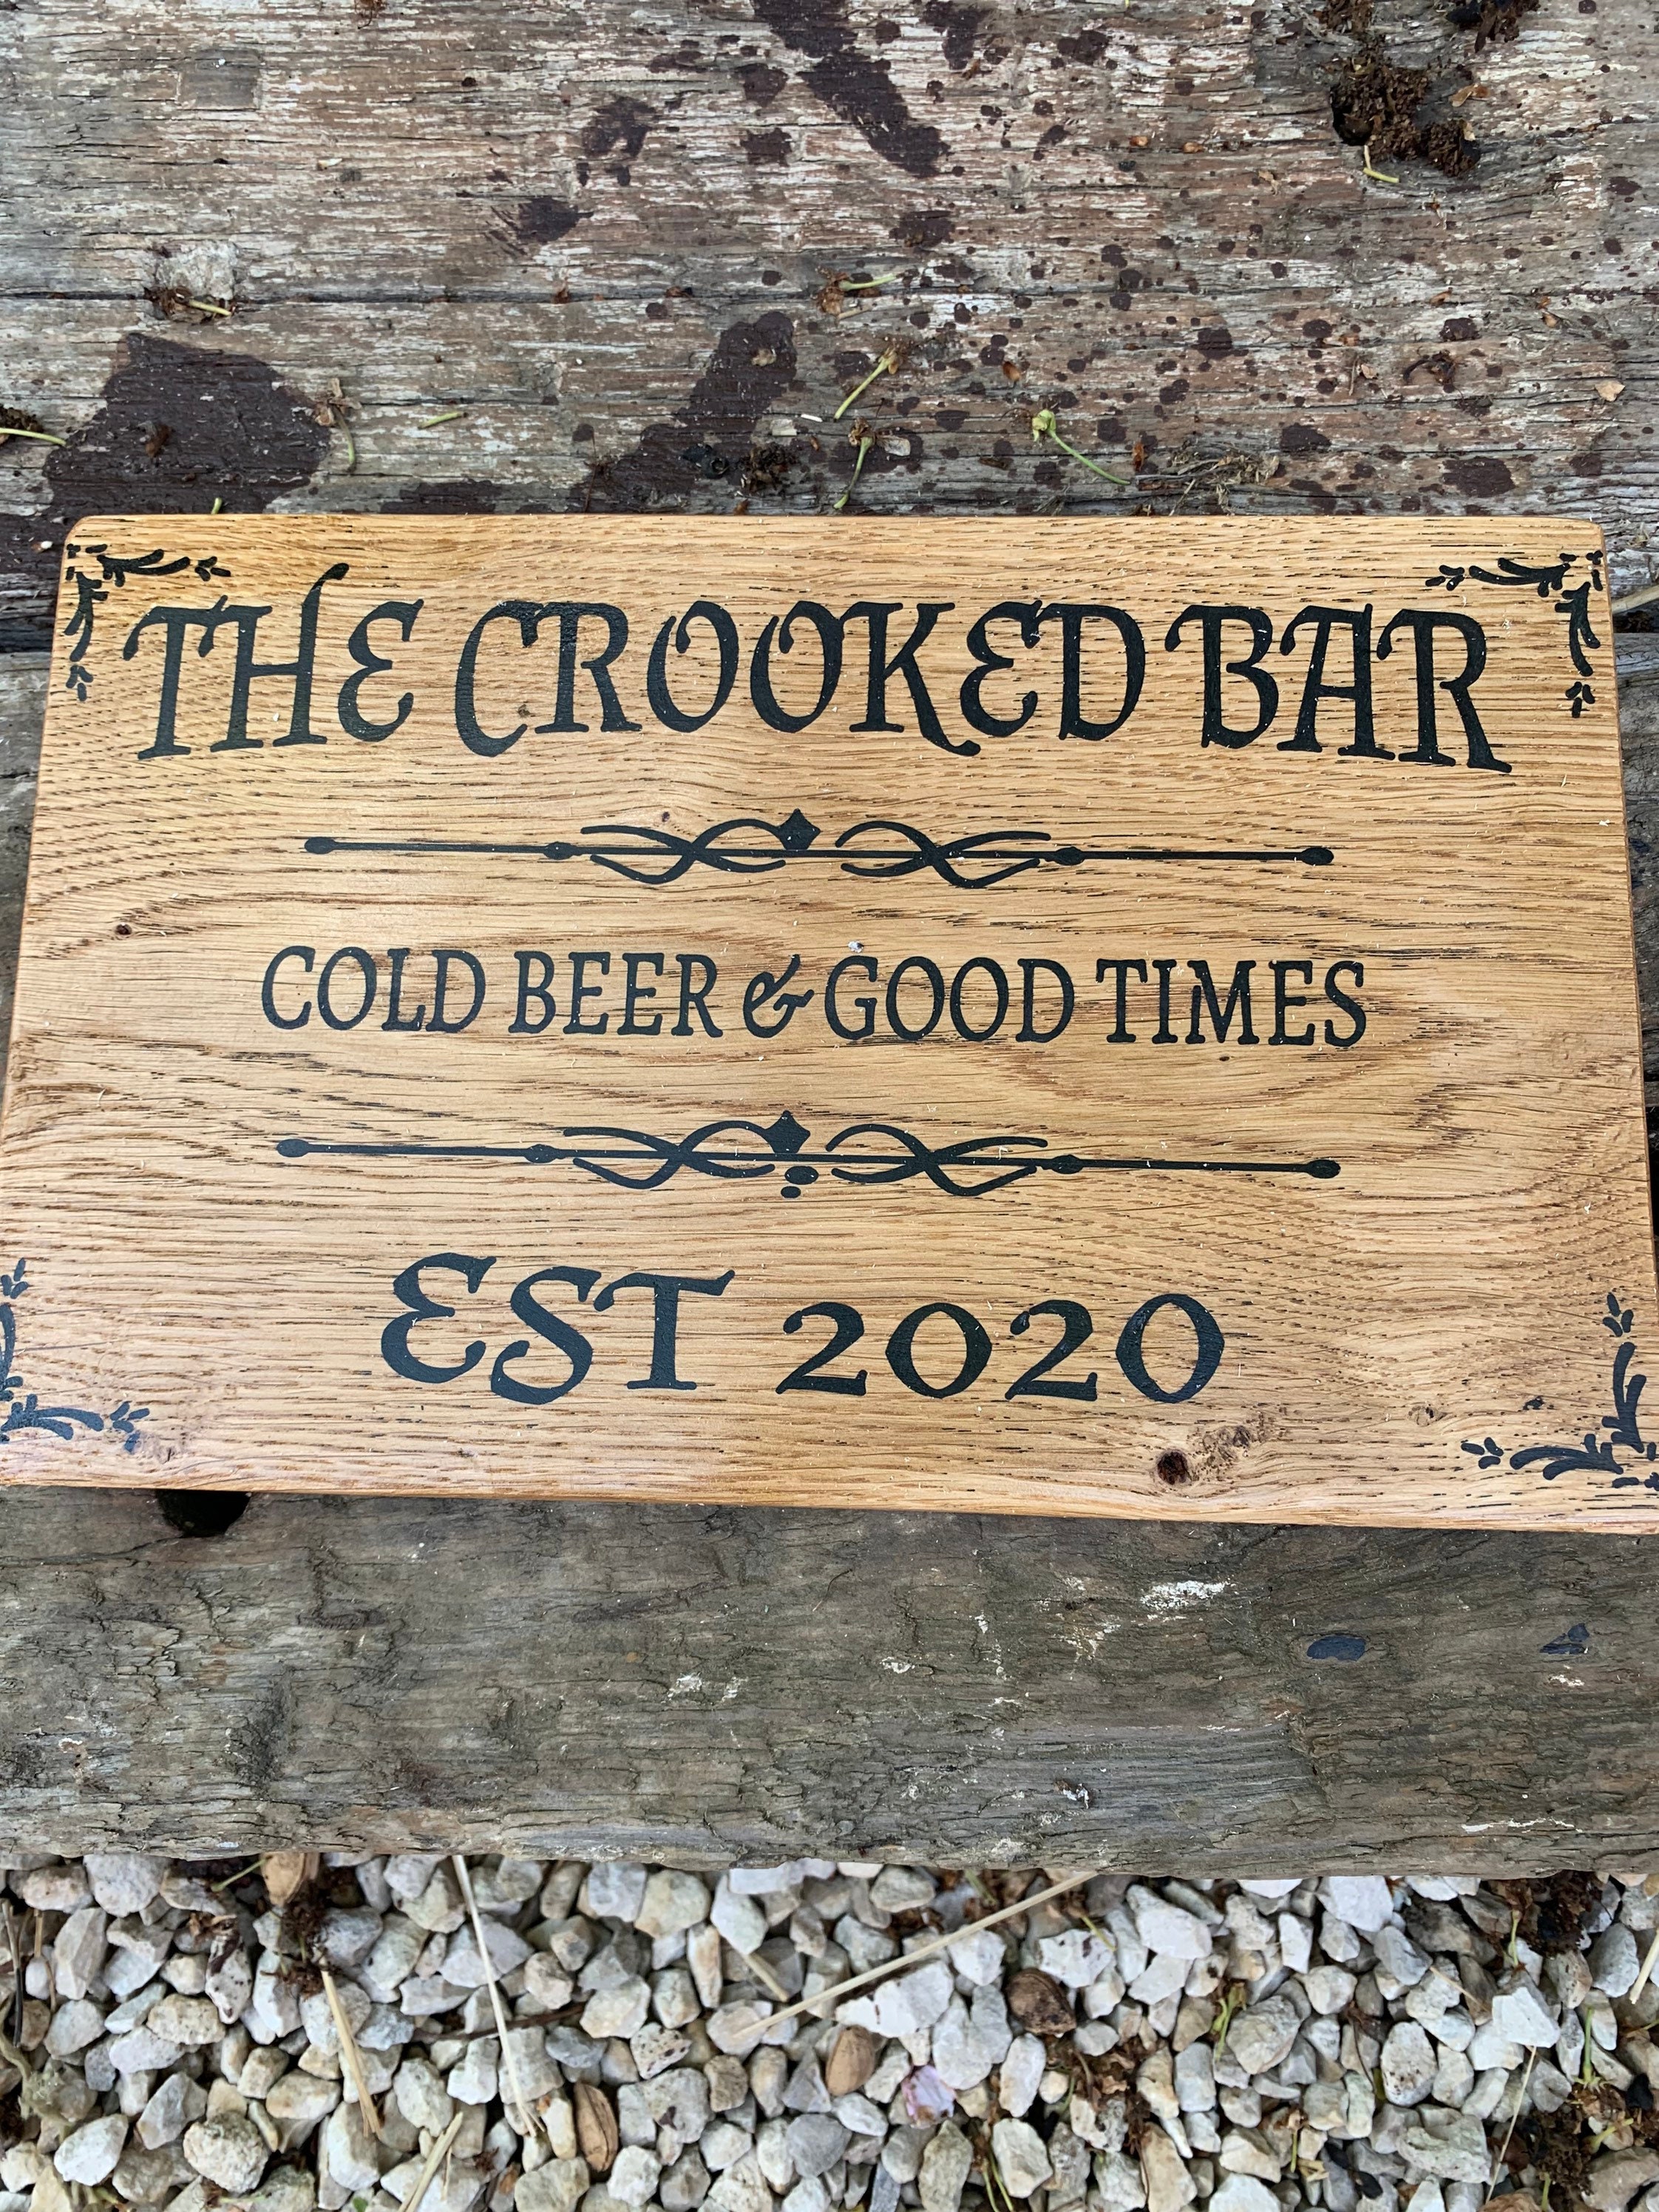 THE CROOKED BAR
COLD BEER & GOOD TIMES
EST 2020